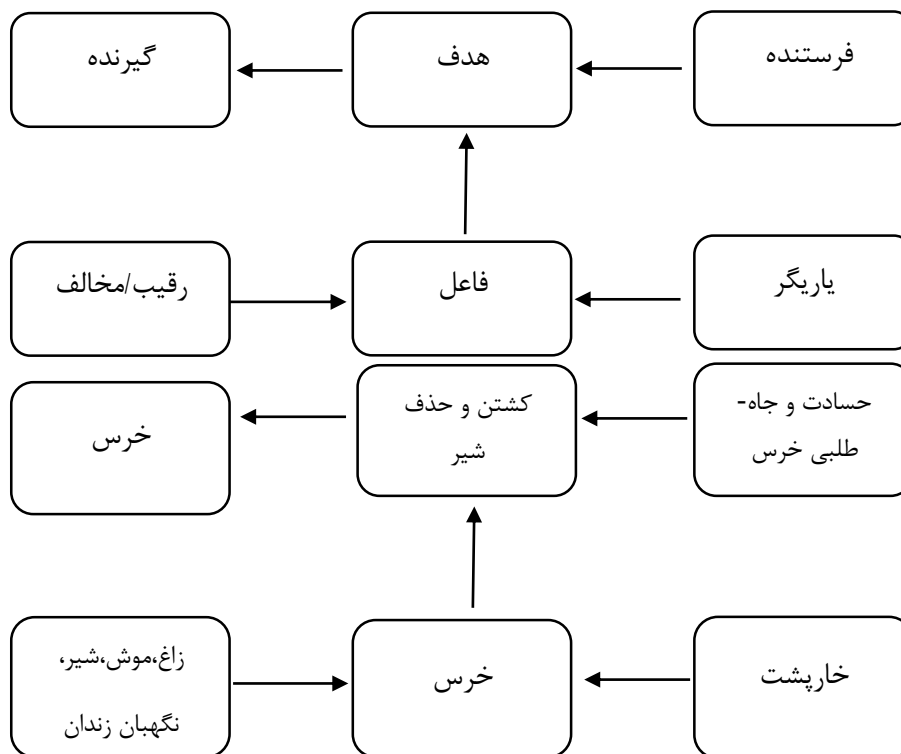 فرستنده
هدف
گیرنده
یاریگر
فاعل
رقیب/مخالف
حسادت و جاه-
طلبی خرس
کشتن و حذف
شیر
خرس
خارپشت
خرس
زاغ،موش،شیر،
نگهبان زندان